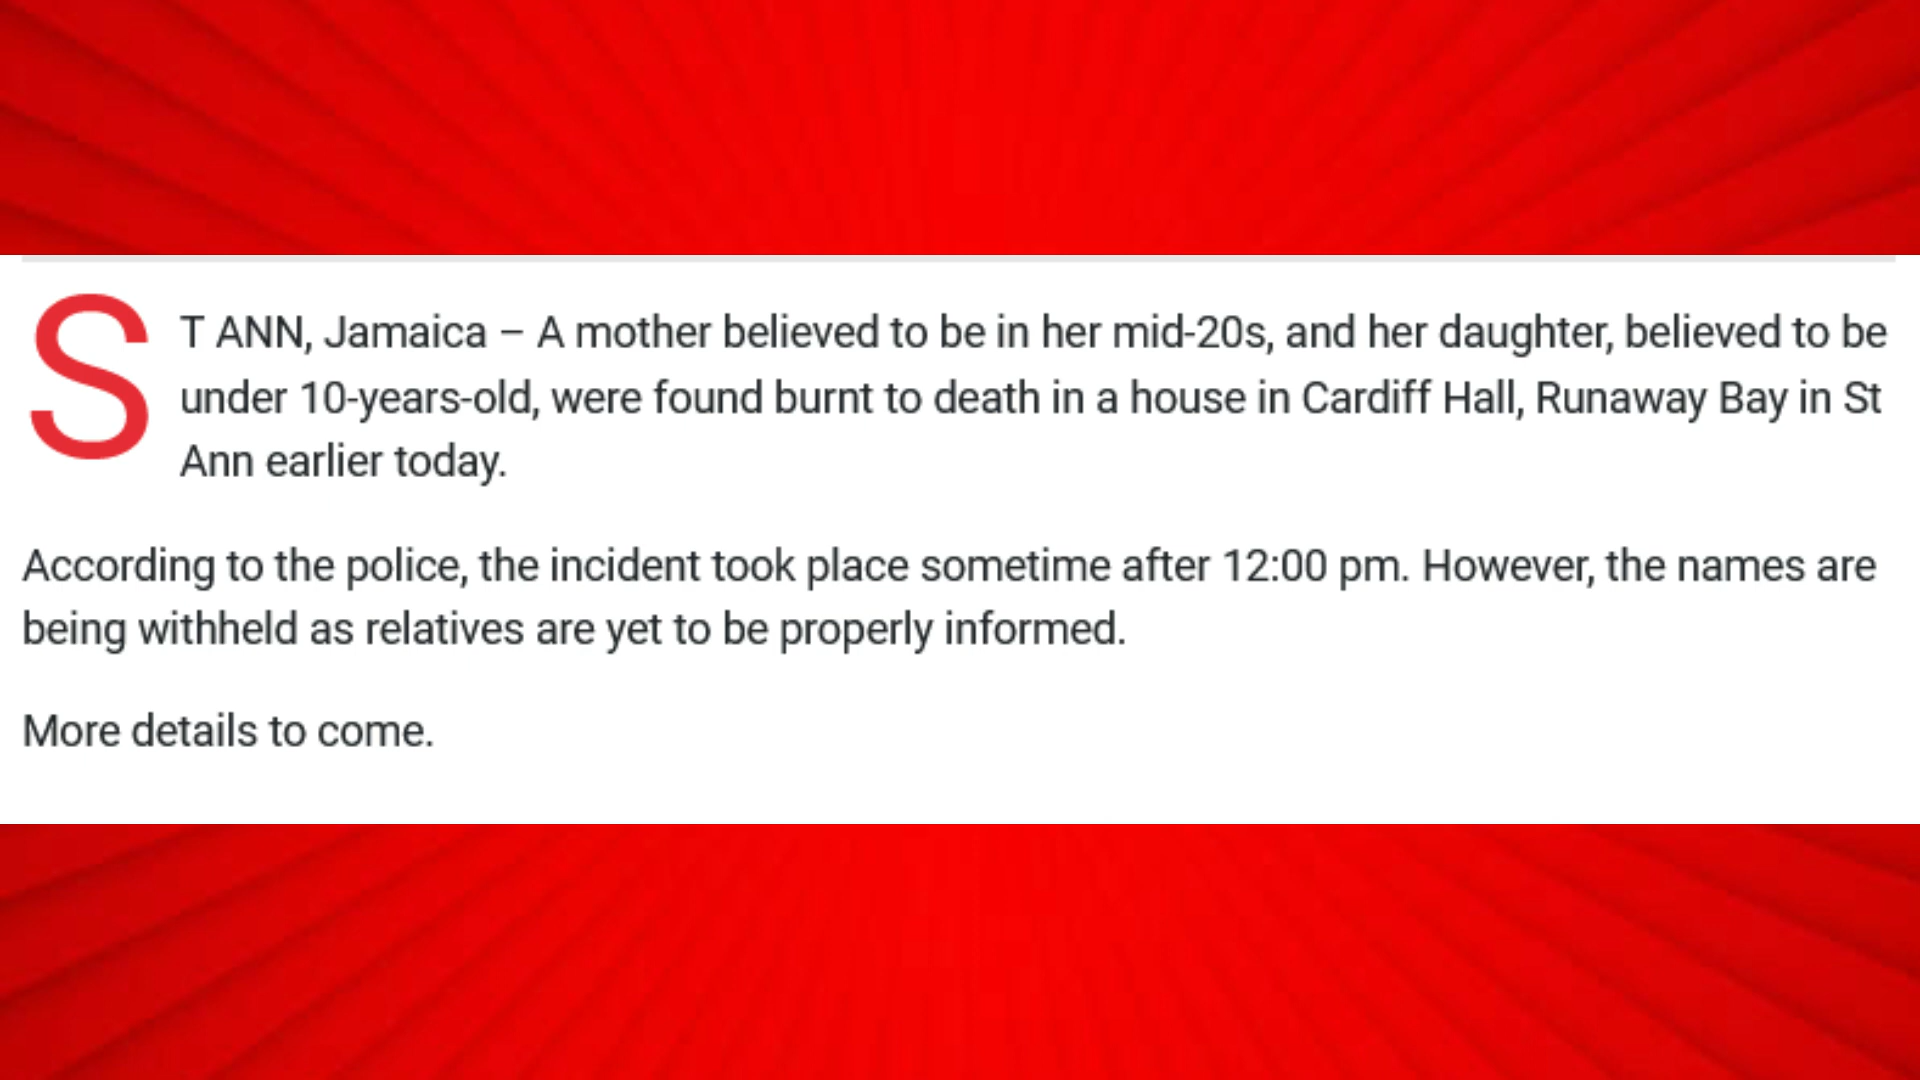 ST ANN, Jamaica – A mother believed to be in her mid-20s, and her daughter, believed to be
under 10-years-old, were found burnt to death in a house in Cardiff Hall, Runaway Bay in St
Ann earlier today.
According to the police, the incident took place sometime after 12:00 pm. However, the names are
being withheld as relatives are yet to be properly informed.
More details to come.